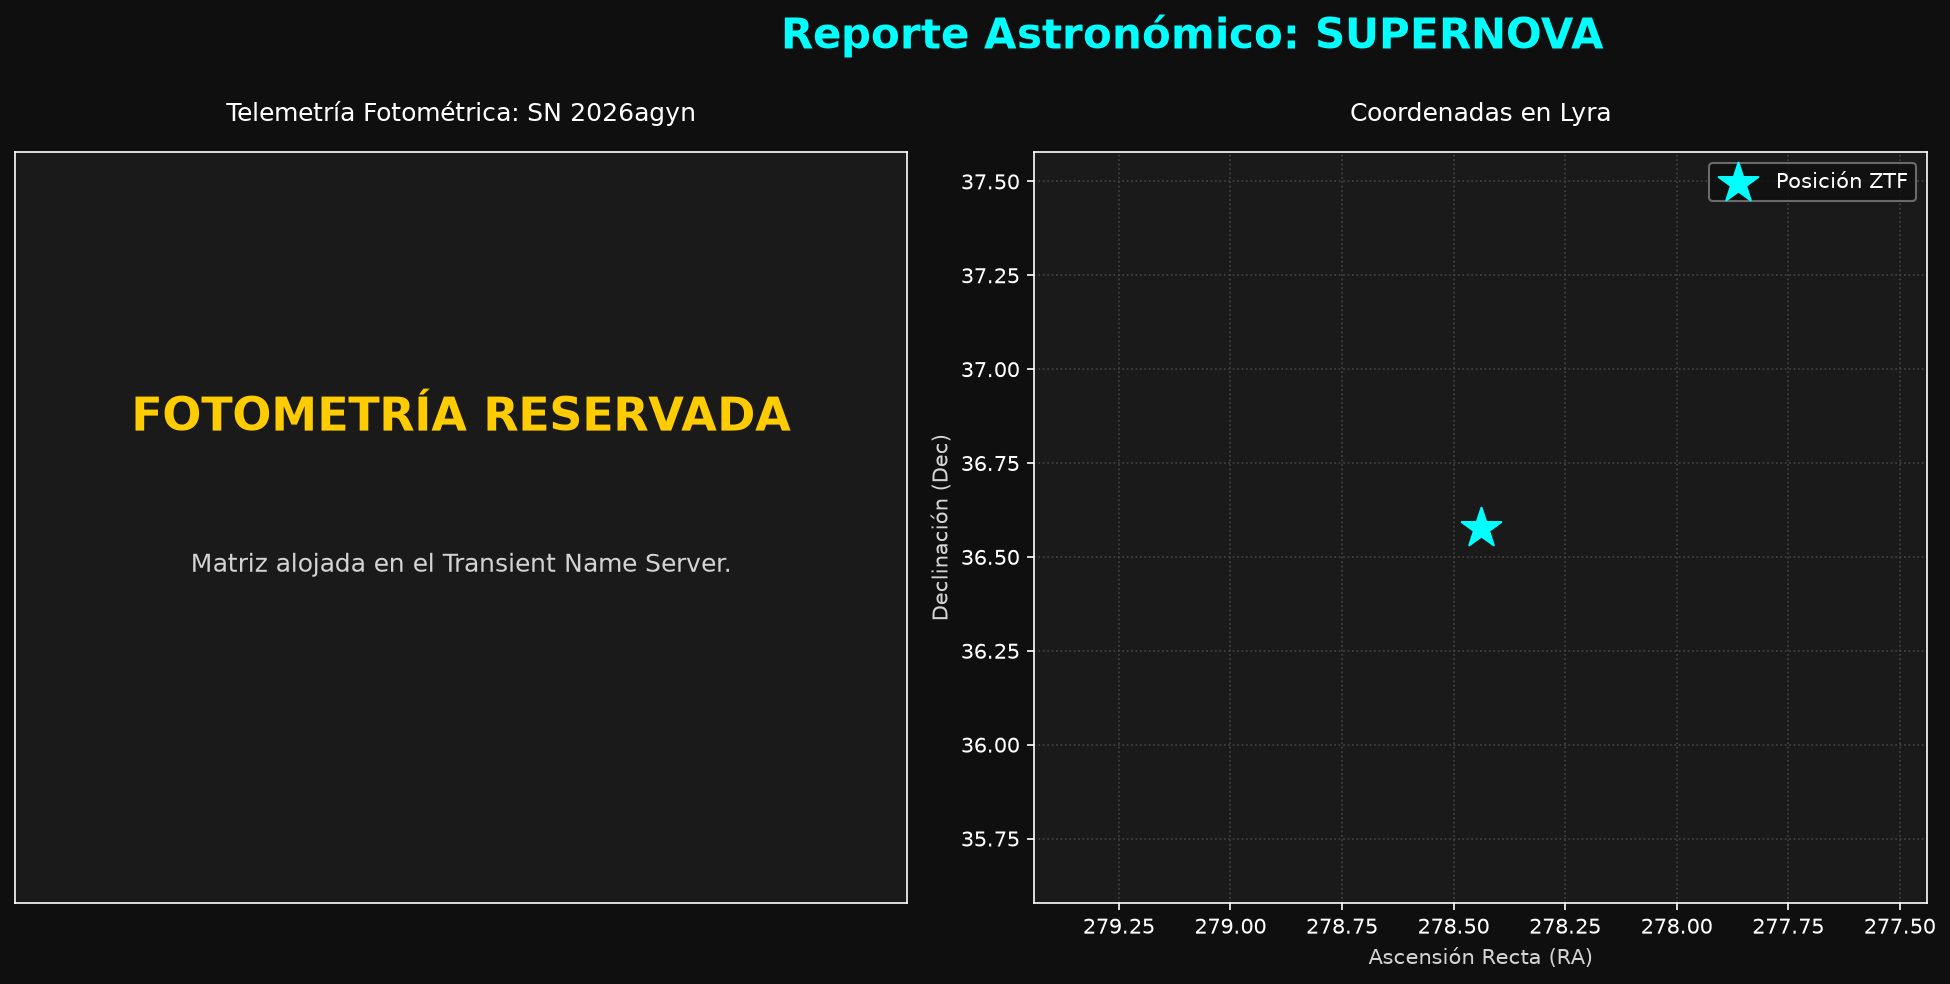 Reporte Astronómico: SUPERNOVA
Telemetría Fotométrica: SN 2026agyn
FOTOMETRÍA RESERVADA
Matriz alojada en el Transient Name Server.
Coordenadas en Lyra
Posición ZTF
Declinación (Dec)
37.50
37.25
37.00
36.75
36.50
36.25
36.00
35.75
279.25 279.00 278.75 278.50 278.25 278.00 277.75 277.50
Ascensión Recta (RA)